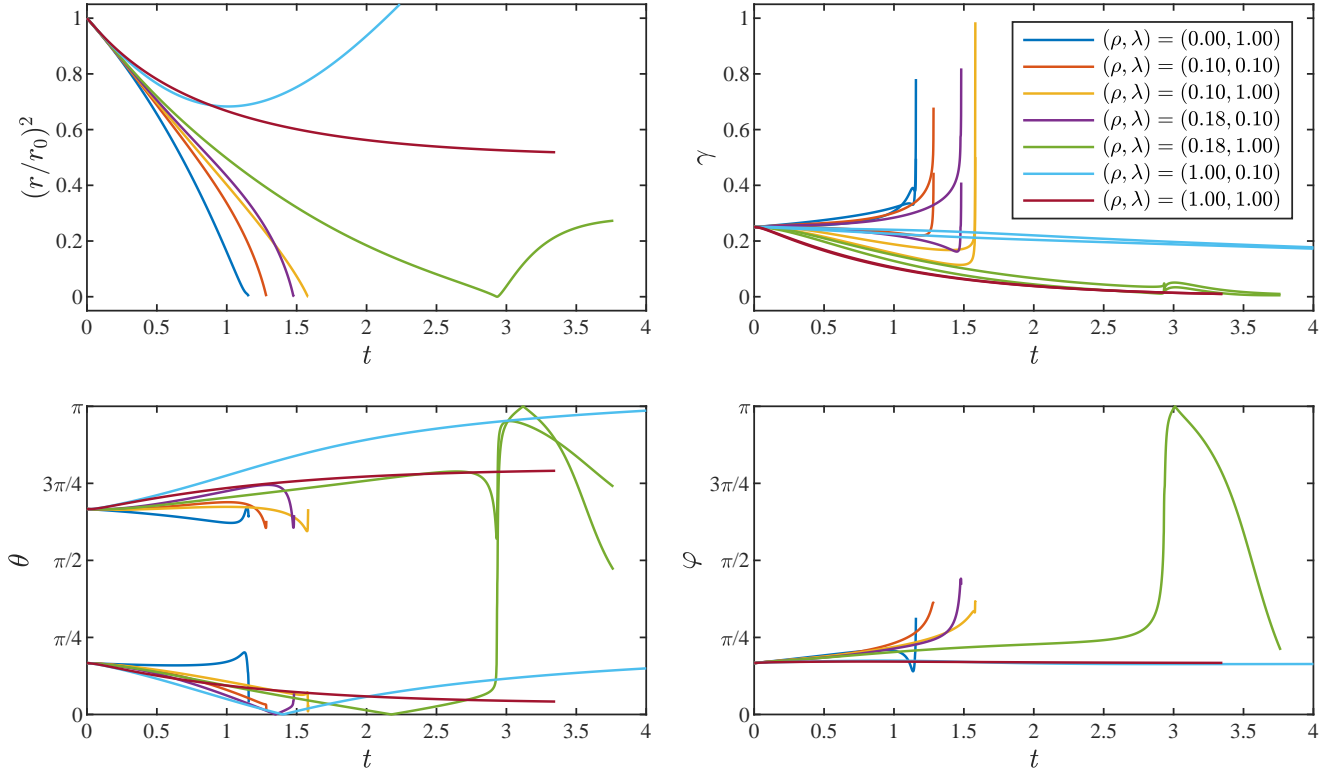 1
0.8
0.6
0.4
0.2
0
(r/r₀)²
0 0.5 1 1.5 2 2.5 3 3.5 4
t
1
0.8
0.6
0.4
0.2
0
γ
0 0.5 1 1.5 2 2.5 3 3.5 4
t
(ρ, λ) = (0.00, 1.00)
(ρ, λ) = (0.10, 0.10)
(ρ, λ) = (0.10, 1.00)
(ρ, λ) = (0.18, 0.10)
(ρ, λ) = (0.18, 1.00)
(ρ, λ) = (1.00, 0.10)
(ρ, λ) = (1.00, 1.00)
π
3π/4
π/2
π/4
0
θ
0 0.5 1 1.5 2 2.5 3 3.5 4
t
π
3π/4
π/2
π/4
0
φ
0 0.5 1 1.5 2 2.5 3 3.5 4
t